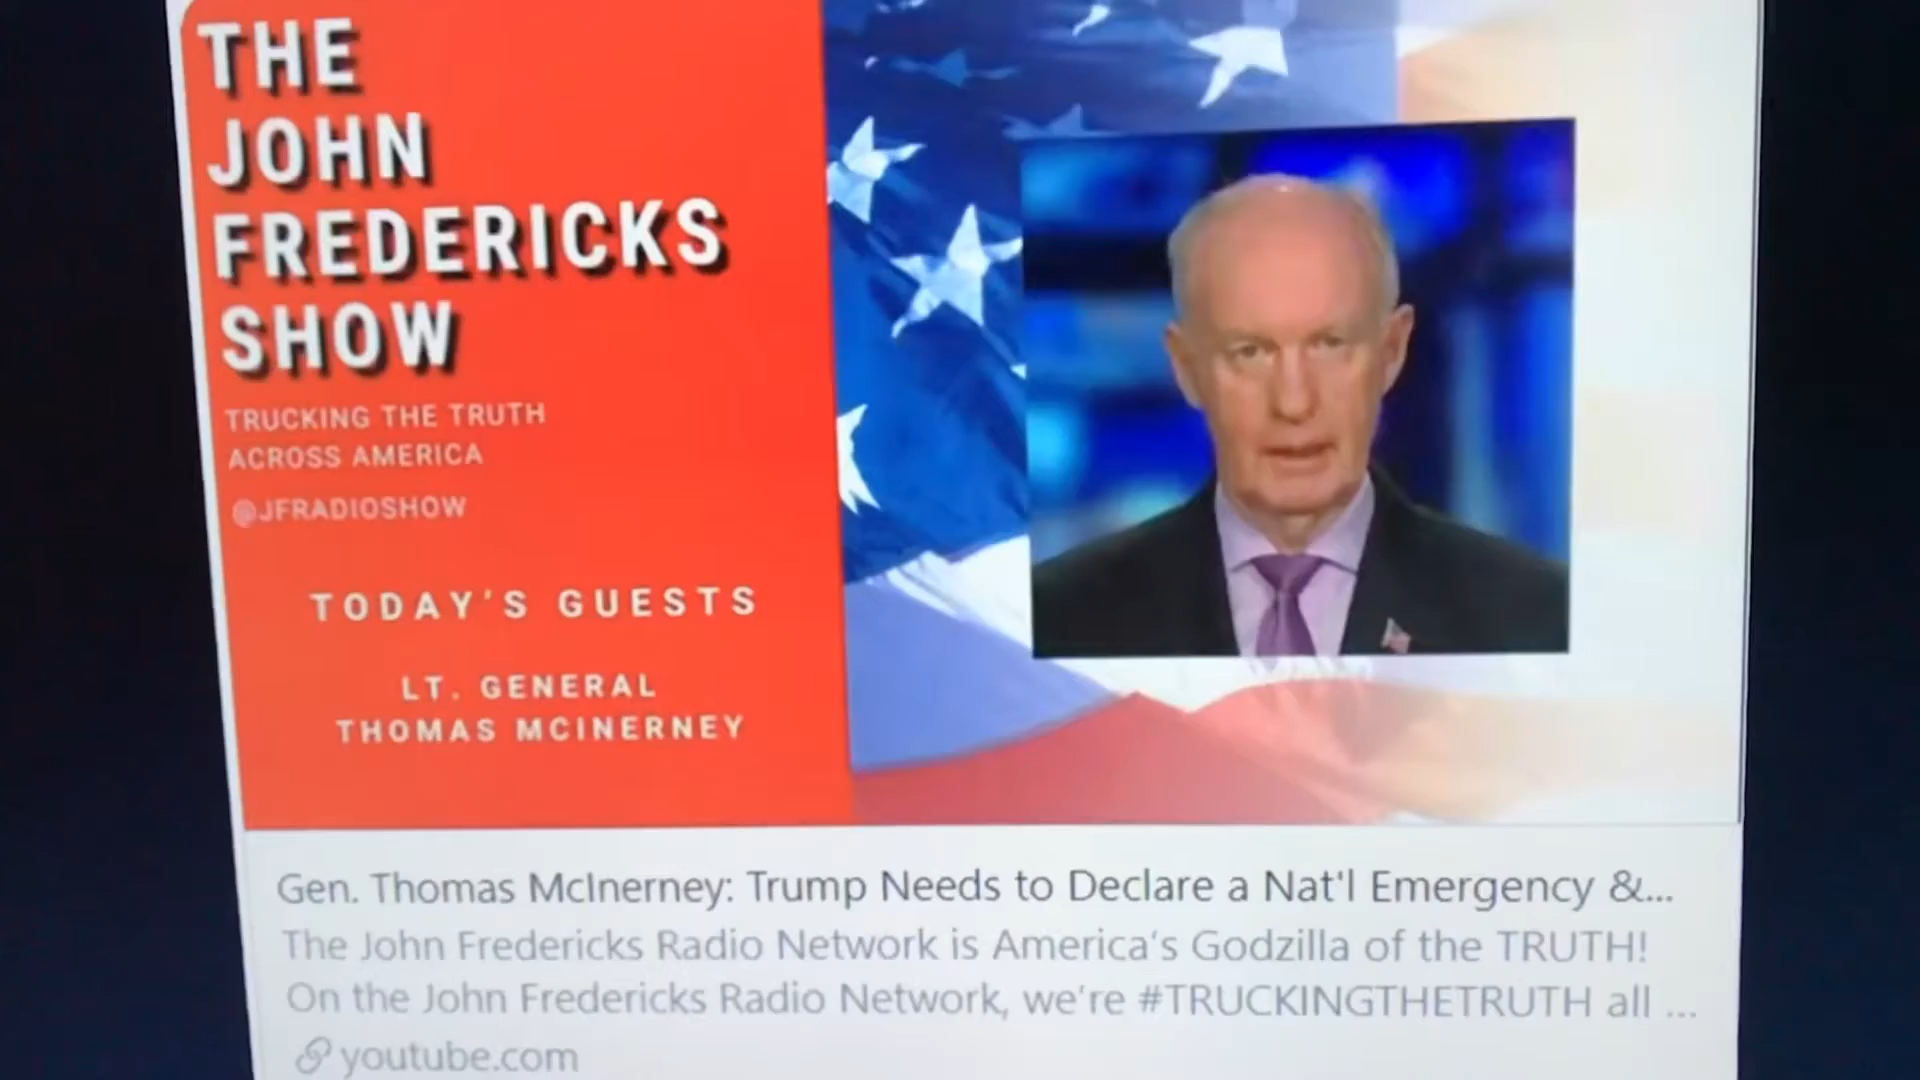 THE
JOHN
FREDERICKS
SHOW
TRUCKING THE TRUTH
ACROSS AMERICA
@JFRADIOSHOW
TODAY'S GUESTS
LT. GENERAL
THOMAS MCINERNEY
Gen. Thomas McInerney: Trump Needs to Declare a Nat'l Emergency &...
The John Fredericks Radio Network is America's Godzilla of the TRUTH!
On the John Fredericks Radio Network, we're #TRUCKINGTHETRUTH all ...
youtube.com